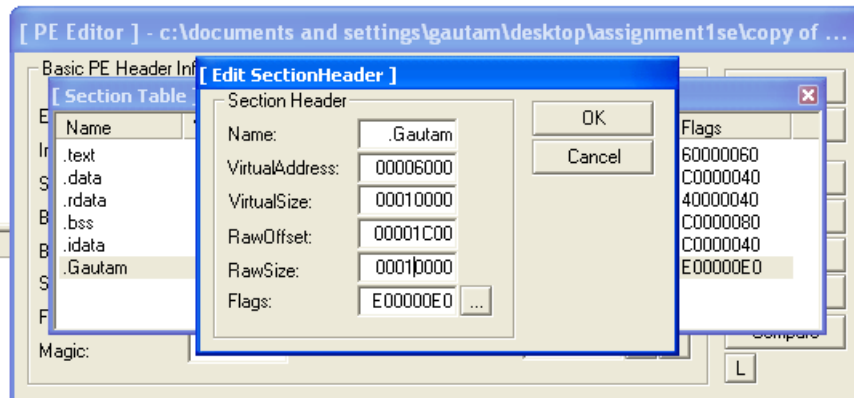 [ PE Editor ] - c:\documents and settings\gautam\desktop\assignment1se\copy of ...
Basic PE Header Inf
[ Section Table ]
Name
Flags
.text
60000060
.data
C0000040
.rdata
40000040
.bss
C0000080
.idata
C0000040
.Gautam
E00000E0
[ Edit SectionHeader ]
Section Header
Name: .Gautam
VirtualAddress: 00006000
VirtualSize: 00010000
RawOffset: 00001C00
RawSize: 00010000
Flags: E00000E0 ...
OK
Cancel
Magic:
L